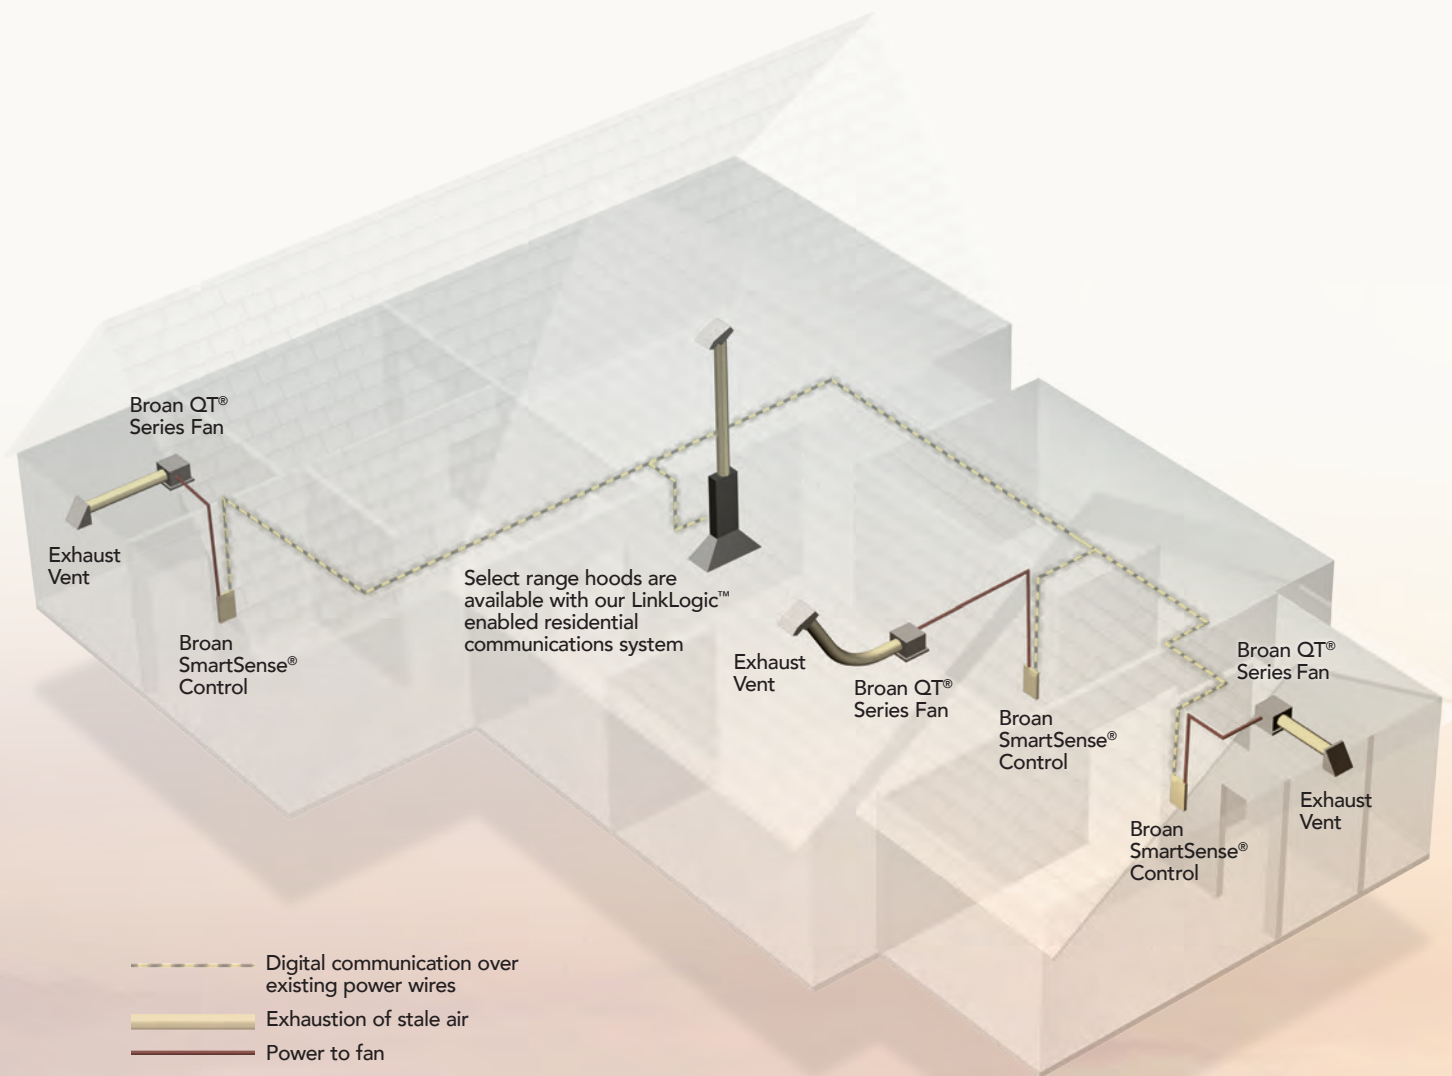 Broan QT®
Series Fan
Exhaust
Vent
Broan
SmartSense®
Control
Select range hoods are
available with our LinkLogic™
enabled residential
communications system
Exhaust
Vent
Broan QT®
Series Fan
Broan
SmartSense®
Control
Broan QT®
Series Fan
Exhaust
Vent
Broan
SmartSense®
Control
Digital communication over
existing power wires
Exhaustion of stale air
Power to fan